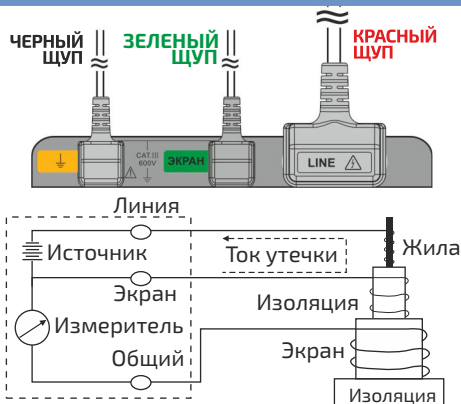 ЧЕРНЫЙ
ЩУП
ЗЕЛЕНЫЙ
ЩУП
КРАСНЫЙ
ЩУП
CAT.III
600V
ЭКРАН
LINE
Линия
Источник
Ток утечки
Жила
Экран
Изоляция
Измеритель
Экран
Общий
Изоляция